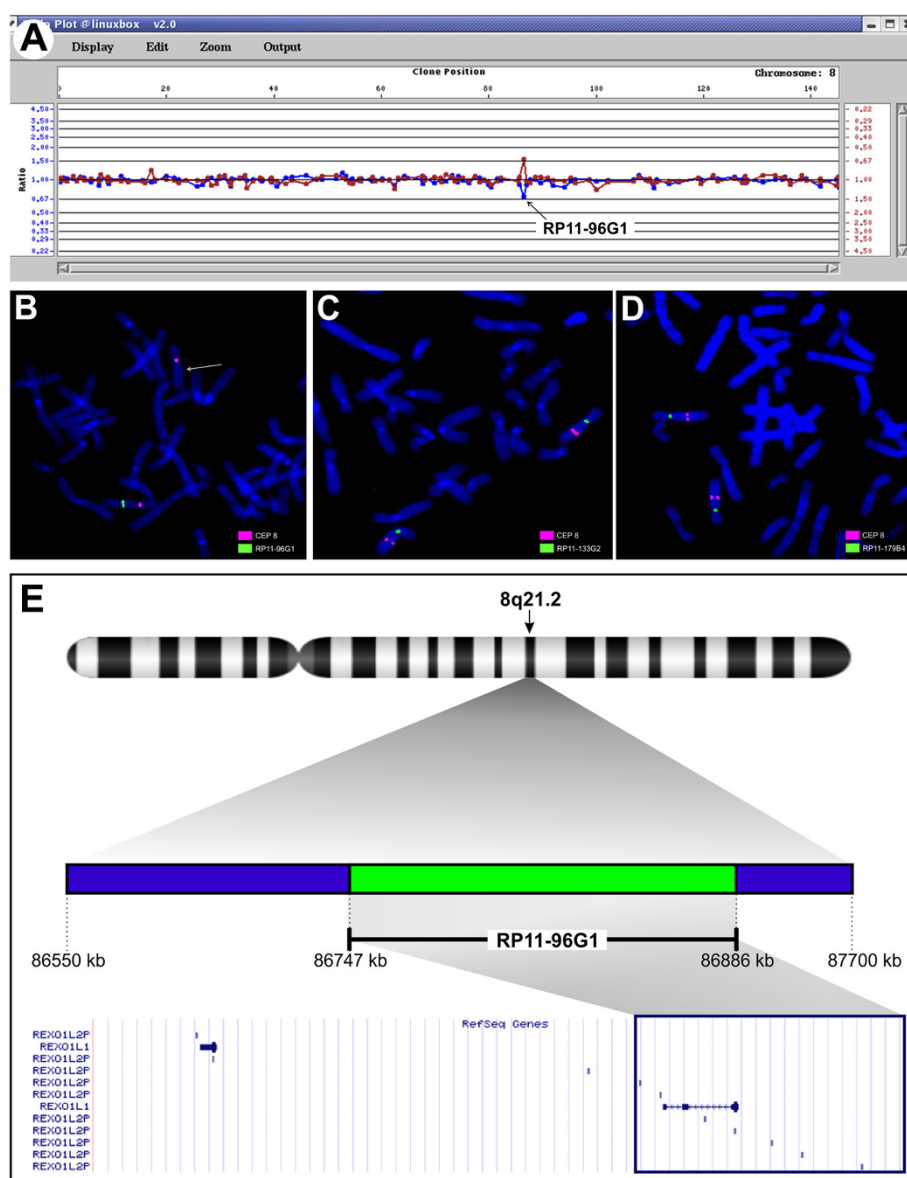 A
Plot @linuxbox v2.0
Display Edit Zoom Output
Clone Position
Chromosome: 8
0 20 40 60 80 100 120 140
Ratio
4.50
3.50
3.00
2.50
2.00
1.50
1.00
0.67
0.50
0.40
0.33
0.29
0.22
0.22
0.29
0.33
0.40
0.50
0.67
1.00
1.50
2.00
2.50
3.00
3.50
4.50
RP11-96G1
B
CEP 8
RP11-96G1
C
CEP 8
RP11-133G2
D
CEP 8
RP11-179B4
E
8q21.2
RP11-96G1
86550 kb 86747 kb 86886 kb 87700 kb
RefSeq Genes
REXO1L2P
REXO1L1
REXO1L2P
REXO1L2P
REXO1L2P
REXO1L2P
REXO1L1
REXO1L2P
REXO1L2P
REXO1L2P
REXO1L2P
REXO1L2P